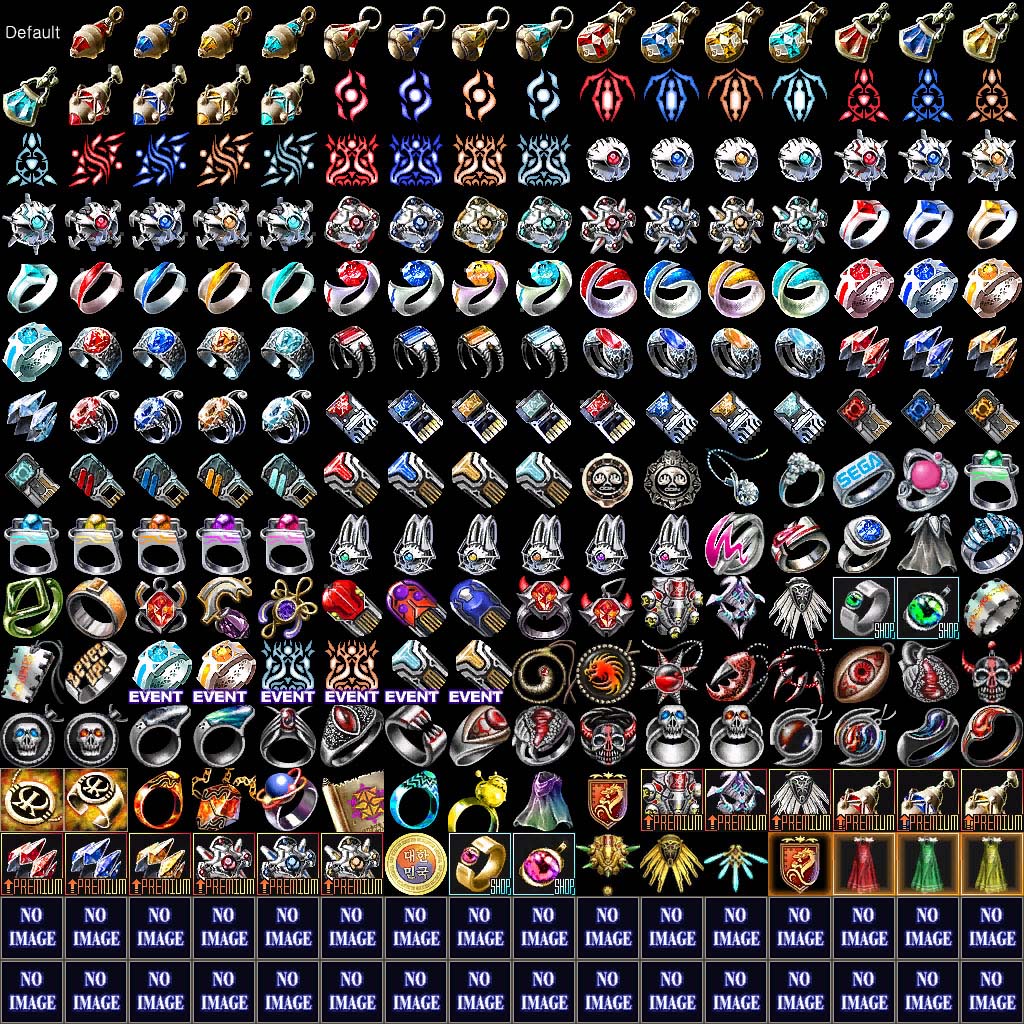 Default
SEGA
SHOP SHOP
EVENT EVENT EVENT EVENT EVENT EVENT
↑PREMIUM ↑PREMIUM ↑PREMIUM ↑PREMIUM ↑PREMIUM ↑PREMIUM
대한
민국
↑PREMIUM ↑PREMIUM ↑PREMIUM ↑PREMIUM ↑PREMIUM ↑PREMIUM SHOP SHOP
NO NO NO NO NO NO NO NO NO NO NO NO NO NO NO NO
IMAGE IMAGE IMAGE IMAGE IMAGE IMAGE IMAGE IMAGE IMAGE IMAGE IMAGE IMAGE IMAGE IMAGE IMAGE IMAGE
NO NO NO NO NO NO NO NO NO NO NO NO NO NO NO NO
IMAGE IMAGE IMAGE IMAGE IMAGE IMAGE IMAGE IMAGE IMAGE IMAGE IMAGE IMAGE IMAGE IMAGE IMAGE IMAGE